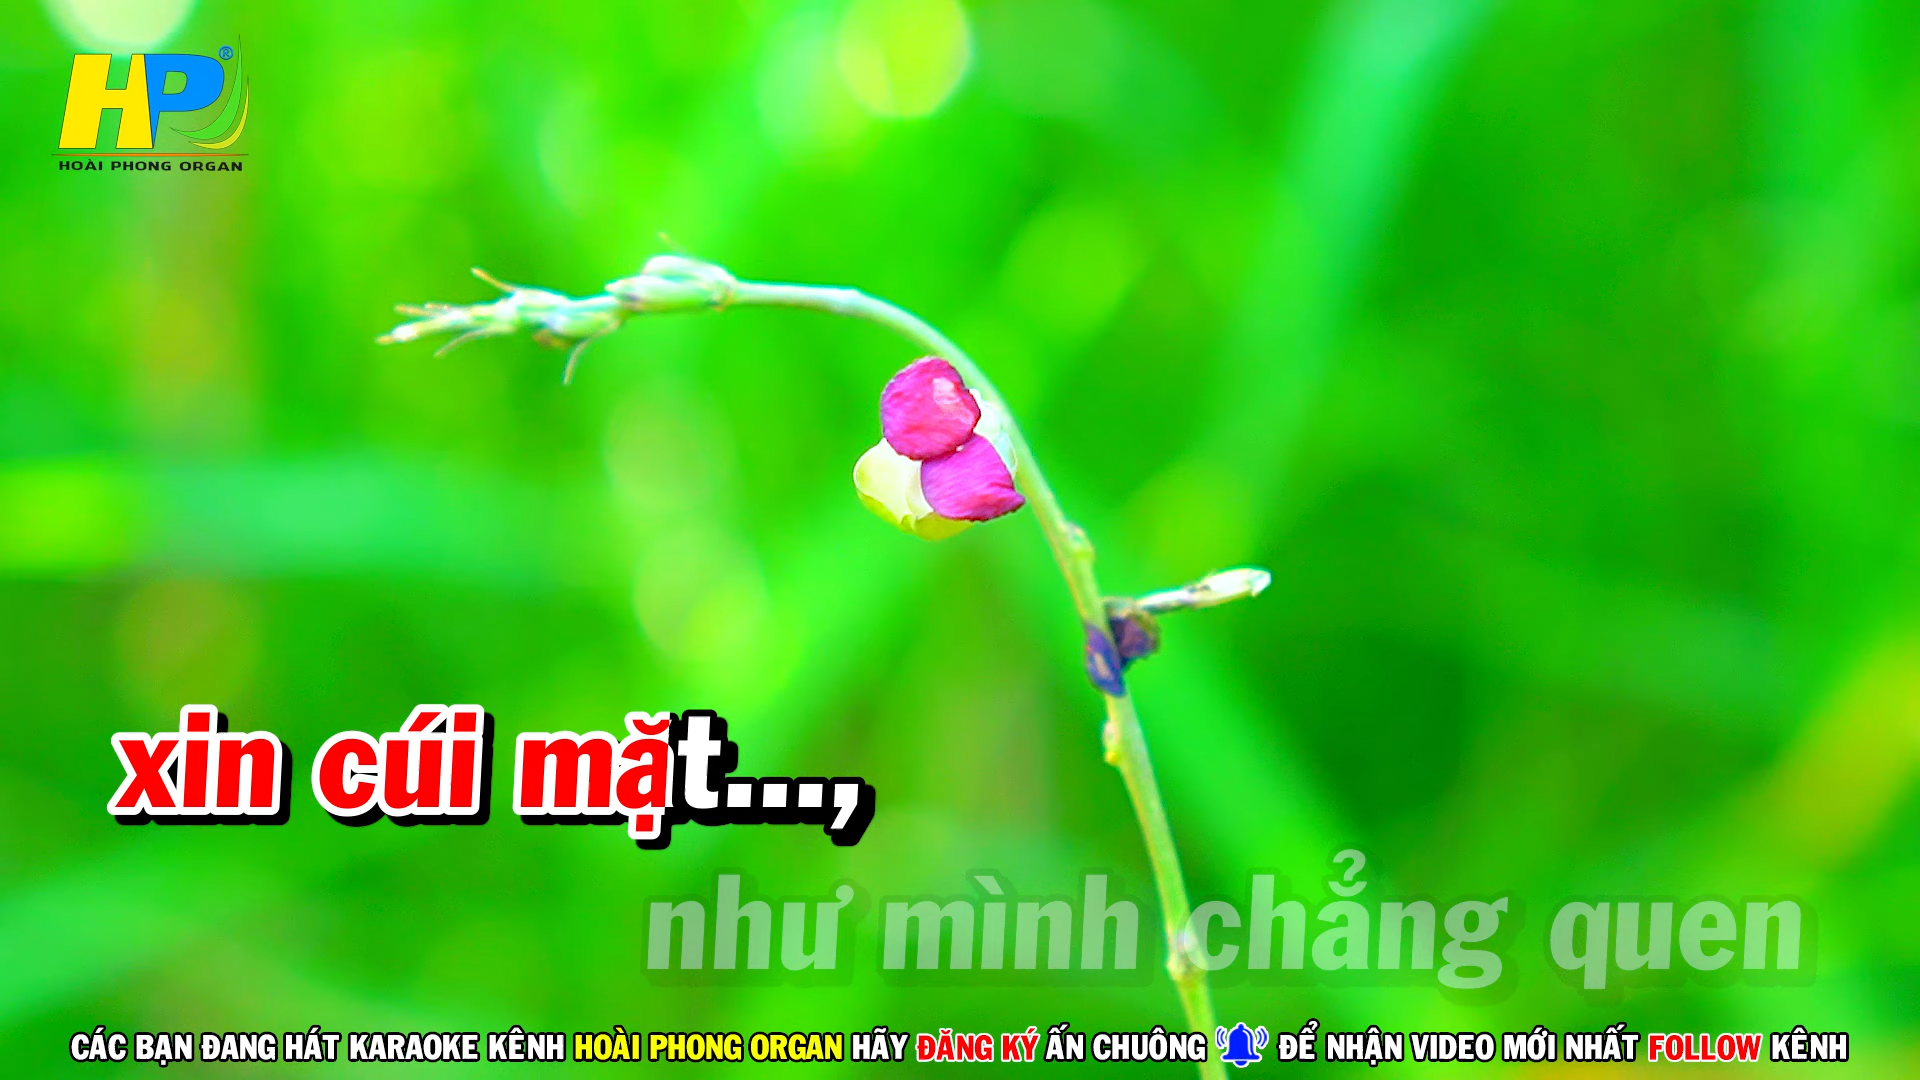 HP®
HOÀI PHONG ORGAN
xin cúi mặt...,
như mình chẳng quen
CÁC BẠN ĐANG HÁT KARAOKE KÊNH HOÀI PHONG ORGAN HÃY ĐĂNG KÝ ẤN CHUÔNG ĐỂ NHẬN VIDEO MỚI NHẤT FOLLOW KÊNH